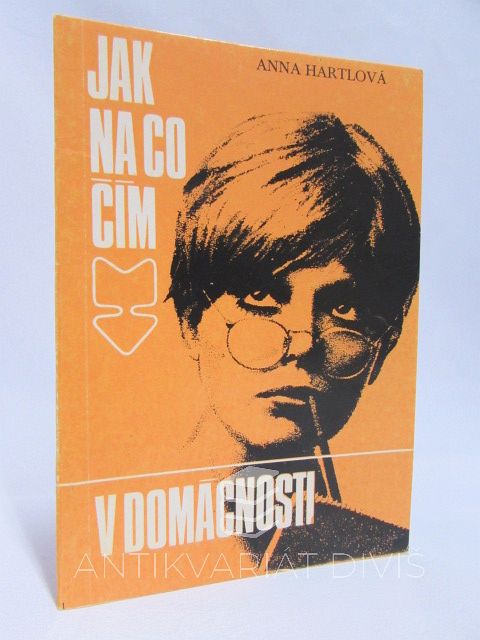 ANNA HARTLOVÁ
JAK
NA CO
ČÍM
V DOMÁCNOSTI
ANTIKVARIÁT DIVIŠ